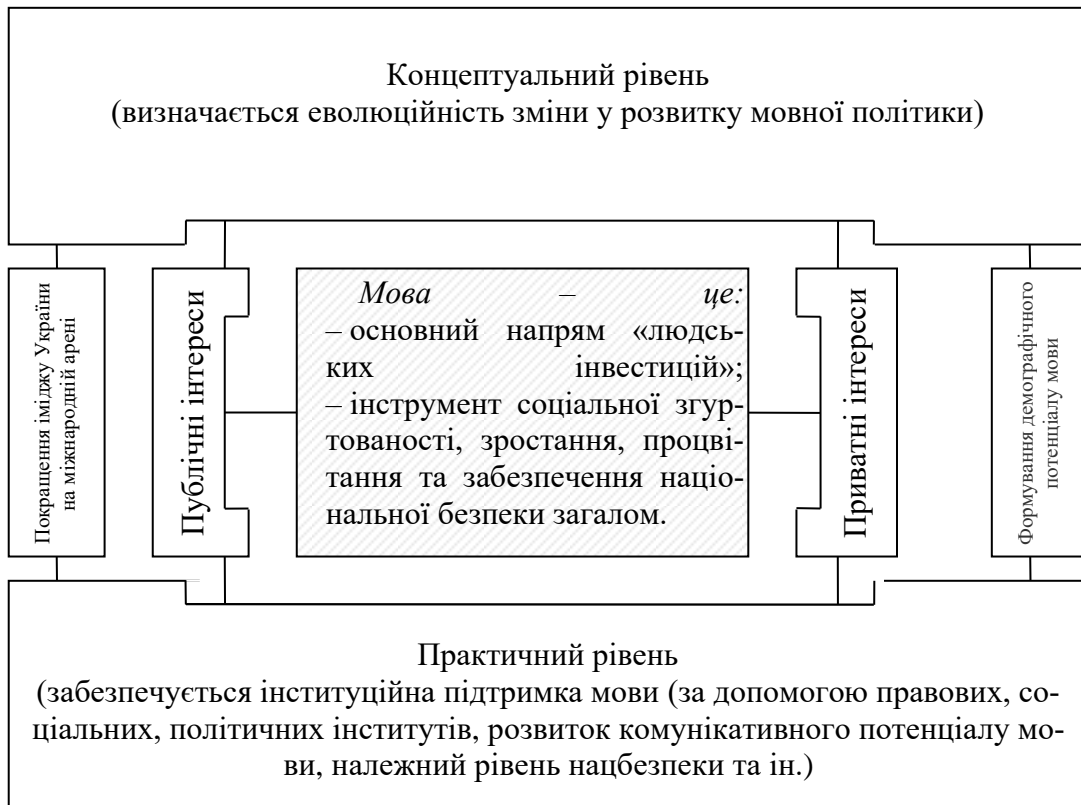 Концептуальний рівень
(визначається еволюційність зміни у розвитку мовної політики)
Покращення іміджу України
на міжнародній арені
Публічні інтереси
Мова – це:
– основний напрям «людсь-
ких інвестицій»;
– інструмент соціальної згур-
тованості, зростання, процві-
тання та забезпечення націо-
нальної безпеки загалом.
Приватні інтереси
Формування демографічного
потенціалу мови
Практичний рівень
(забезпечується інституційна підтримка мови (за допомогою правових, со-
ціальних, політичних інститутів, розвиток комунікативного потенціалу мо-
ви, належний рівень нацбезпеки та ін.)